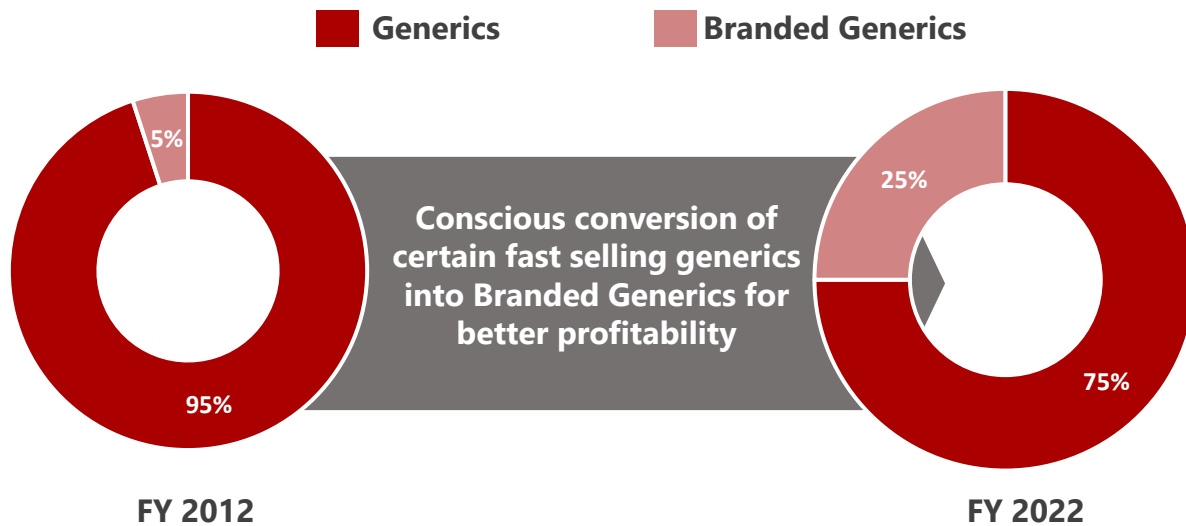 Generics
Branded Generics
5%
95%
Conscious conversion of
certain fast selling generics
into Branded Generics for
better profitability
25%
75%
FY 2012
FY 2022